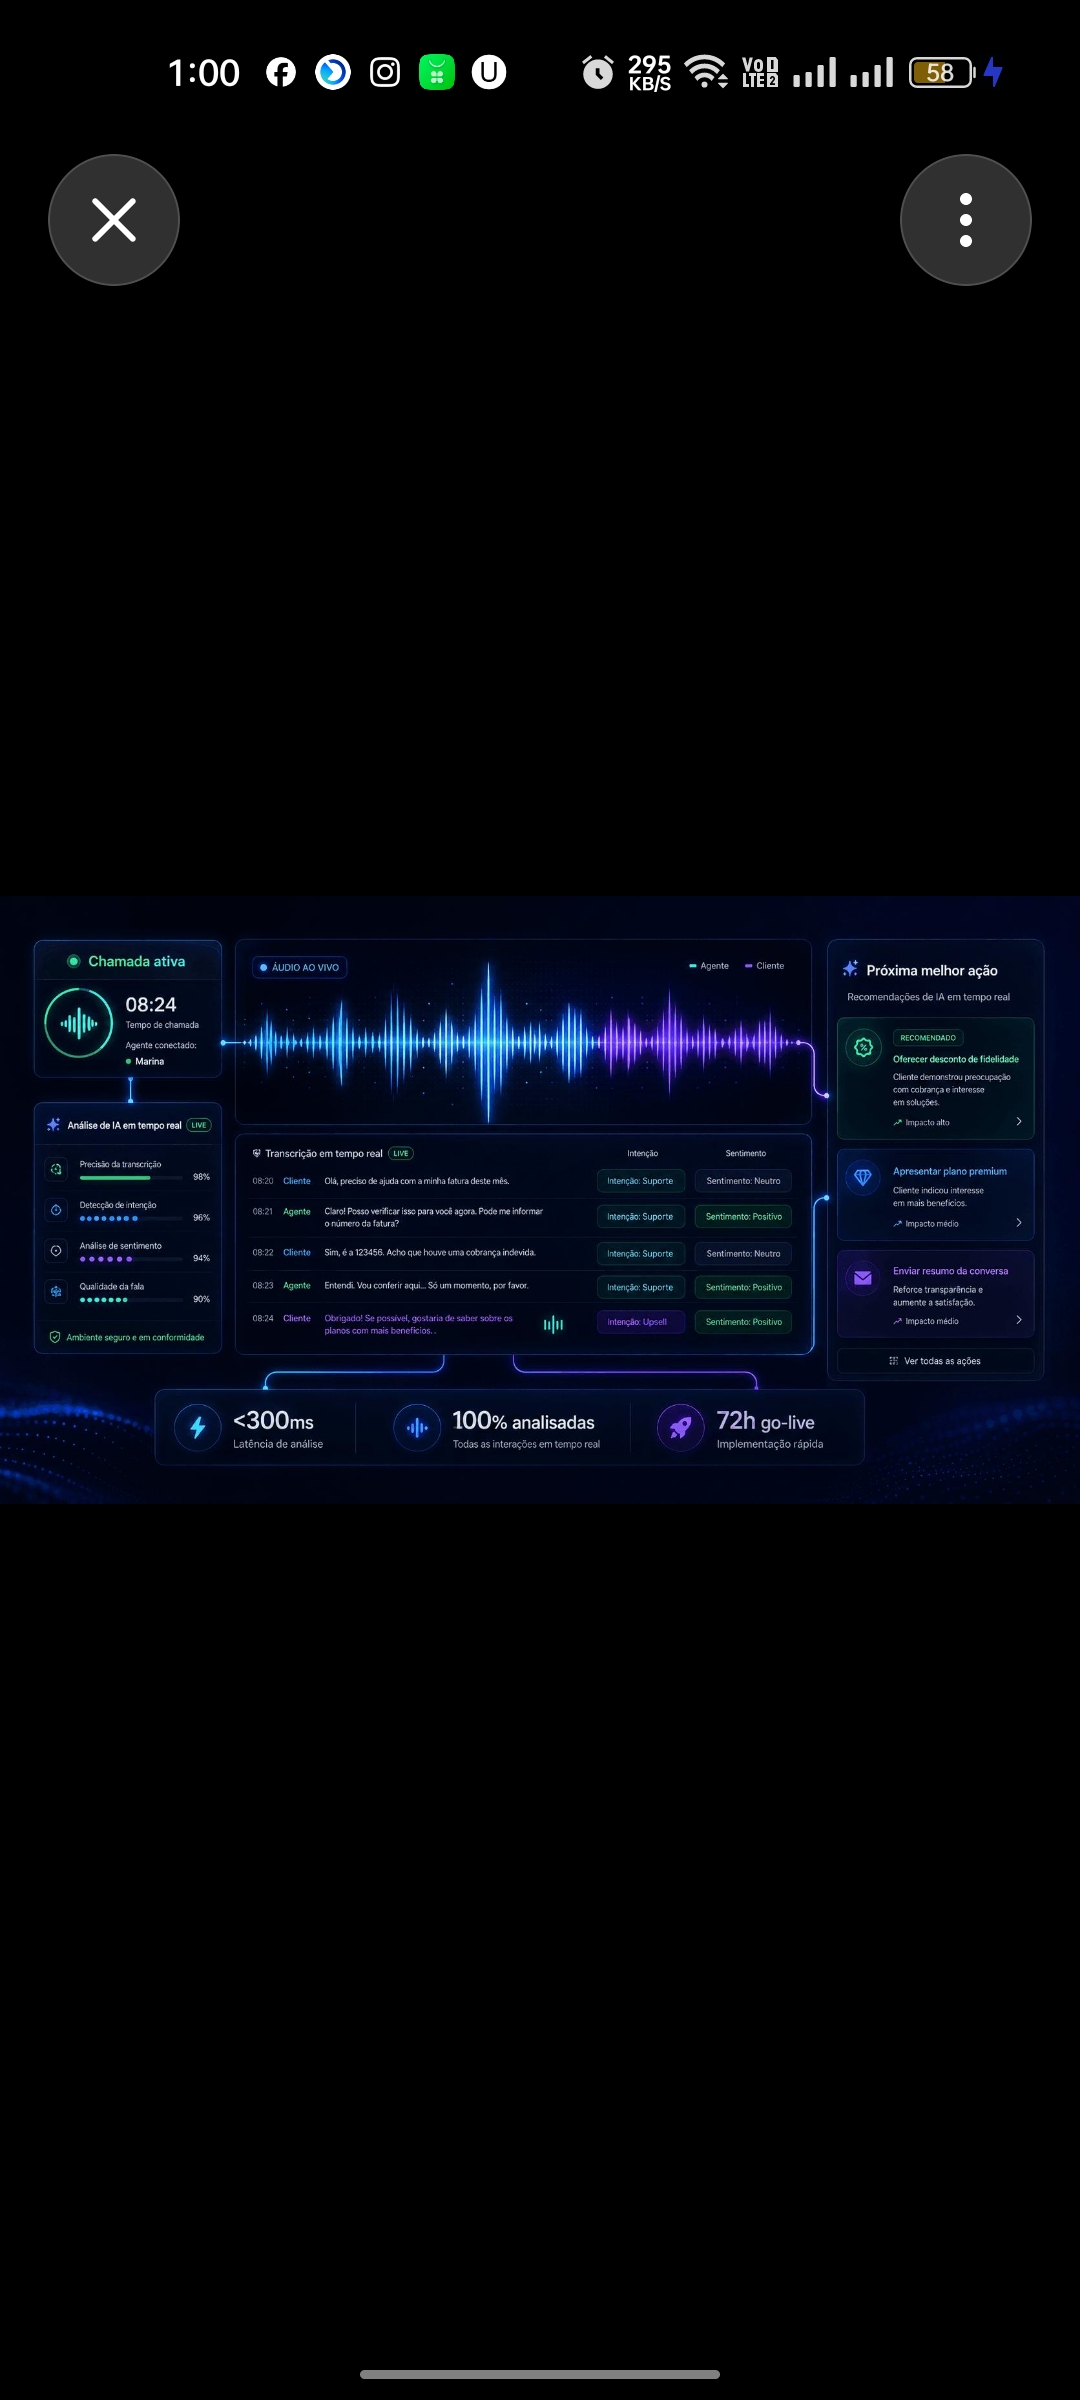 1:00
295
KB/S
Vo 1
LTE 2
58
Chamada ativa
08:24
Tempo de chamada
Agente conectado:
Marina
Análise de IA em tempo real LIVE
Precisão da transcrição
98%
Detecção de intenção
96%
Análise de sentimento
94%
Qualidade da fala
90%
Ambiente seguro e em conformidade
ÁUDIO AO VIVO
Agente Cliente
Transcrição em tempo real LIVE
Intenção Sentimento
08:20 Cliente Olá, preciso de ajuda com a minha fatura deste mês. Intenção: Suporte Sentimento: Neutro
08:21 Agente Claro! Posso verificar isso para você agora. Pode me informar
o número da fatura? Intenção: Suporte Sentimento: Positivo
08:22 Cliente Sim, é a 123456. Acho que houve uma cobrança indevida. Intenção: Suporte Sentimento: Neutro
08:23 Agente Entendi. Vou conferir aqui... Só um momento, por favor. Intenção: Suporte Sentimento: Positivo
08:24 Cliente Obrigado! Se possível, gostaria de saber sobre os
planos com mais benefícios. . Intenção: Upsell Sentimento: Positivo
Próxima melhor ação
Recomendações de IA em tempo real
RECOMENDADO
Oferecer desconto de fidelidade
Cliente demonstrou preocupação
com cobrança e interesse
em soluções.
Impacto alto
Apresentar plano premium
Cliente indicou interesse
em mais benefícios.
Impacto médio
Enviar resumo da conversa
Reforce transparência e
aumente a satisfação.
Impacto médio
Ver todas as ações
<300ms
Latência de análise
100% analisadas
Todas as interações em tempo real
72h go-live
Implementação rápida